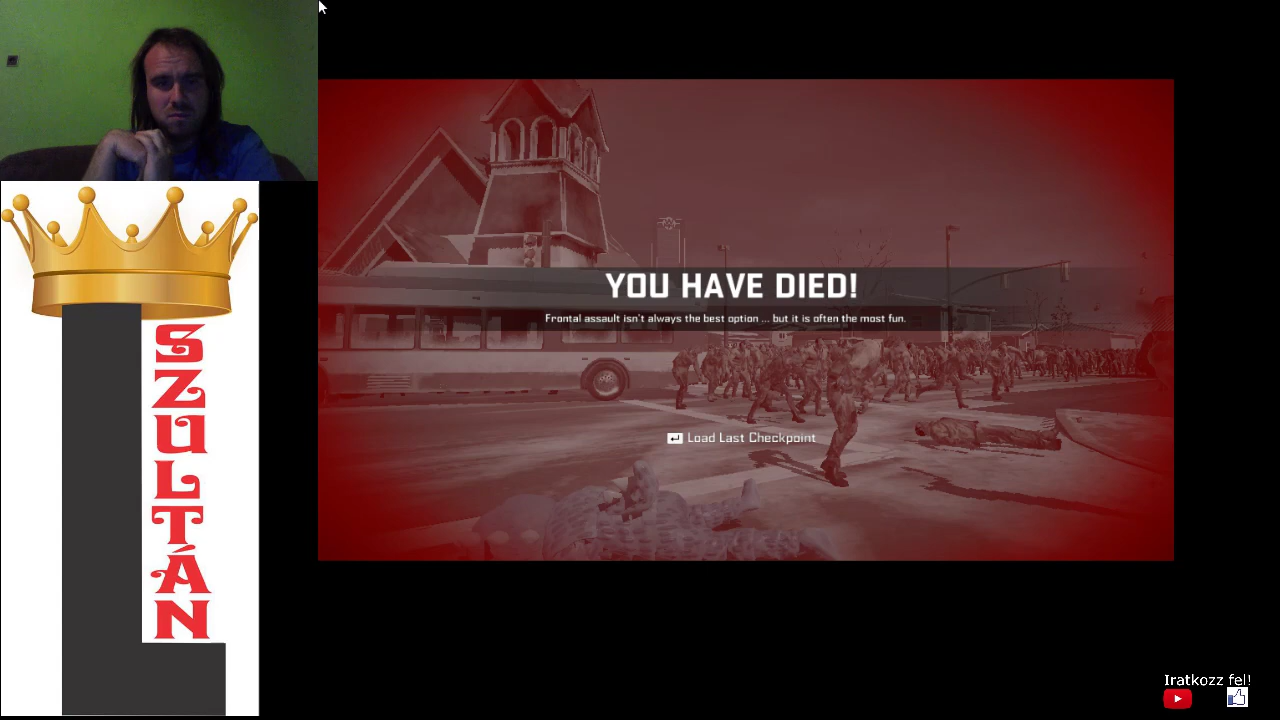 L
SZULTÁN
YOU HAVE DIED!
Frontal assault isn't always the best option ... but it is often the most fun.
Load Last Checkpoint
Iratkozz fel!